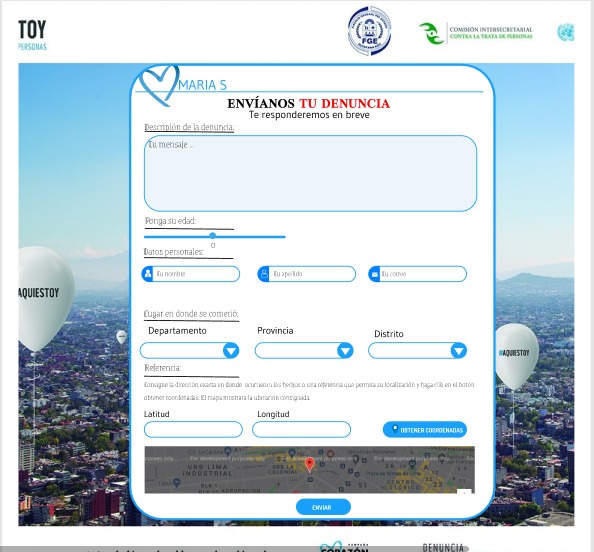 TOY
PERSONAS
FGE
COMISIÓN INTERSECRETARIAL
CONTRA LA TRATA DE PERSONAS
MARIA S
ENVÍANOS TU DENUNCIA
Te responderemos en breve
Descripción de la denuncia:
Tu mensaje ...
Ponga su edad:
0
Datos personales:
Tu nombre
Tu apellido
Tu correo
AQUIESTOY
Lugar en donde se cometió:
Departamento
Provincia
Distrito
#AQUIESTOY
Referencia:
Consigne la dirección exacta en donde ocurrieron los hechos o una referencia que permita su localización y haga clic en el botón
obtener coordenadas. El mapa mostrará la ubicación consignada.
Latitud
Longitud
OBTENER COORDENADAS
purposes only
For development purposes only
URB LIMA
INDUSTRIAL
URB LA
COLONIAL
CENTRO
HISTÓRICO
ENVIAR
CORAZÓN
DENUNCIA